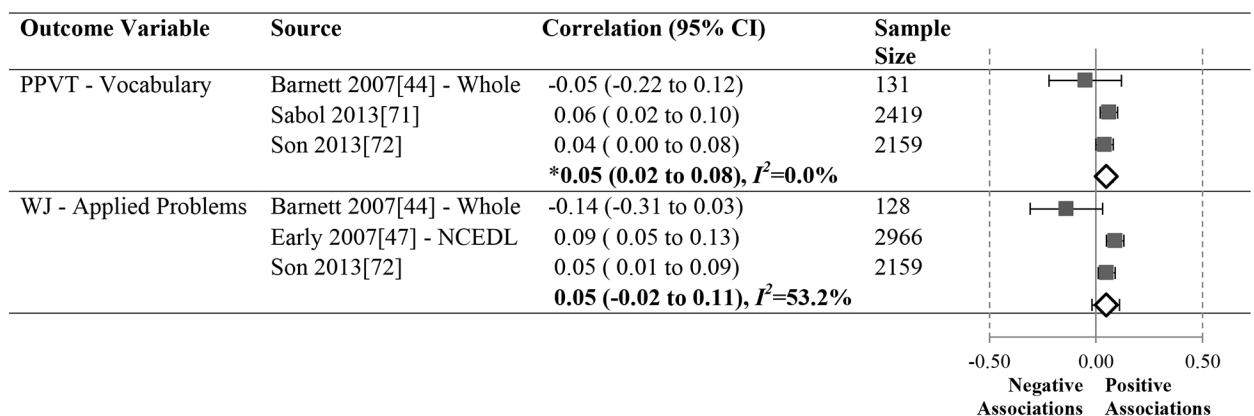 Outcome Variable Source Correlation (95% CI) Sample Size
PPVT - Vocabulary Barnett 2007[44] - Whole -0.05 (-0.22 to 0.12) 131
Sabol 2013[71] 0.06 ( 0.02 to 0.10) 2419
Son 2013[72] 0.04 ( 0.00 to 0.08) 2159
*0.05 (0.02 to 0.08), I²=0.0%
WJ - Applied Problems Barnett 2007[44] - Whole -0.14 (-0.31 to 0.03) 128
Early 2007[47] - NCEDL 0.09 ( 0.05 to 0.13) 2966
Son 2013[72] 0.05 ( 0.01 to 0.09) 2159
0.05 (-0.02 to 0.11), I²=53.2%
-0.50 0.00 0.50
Negative Positive
Associations Associations